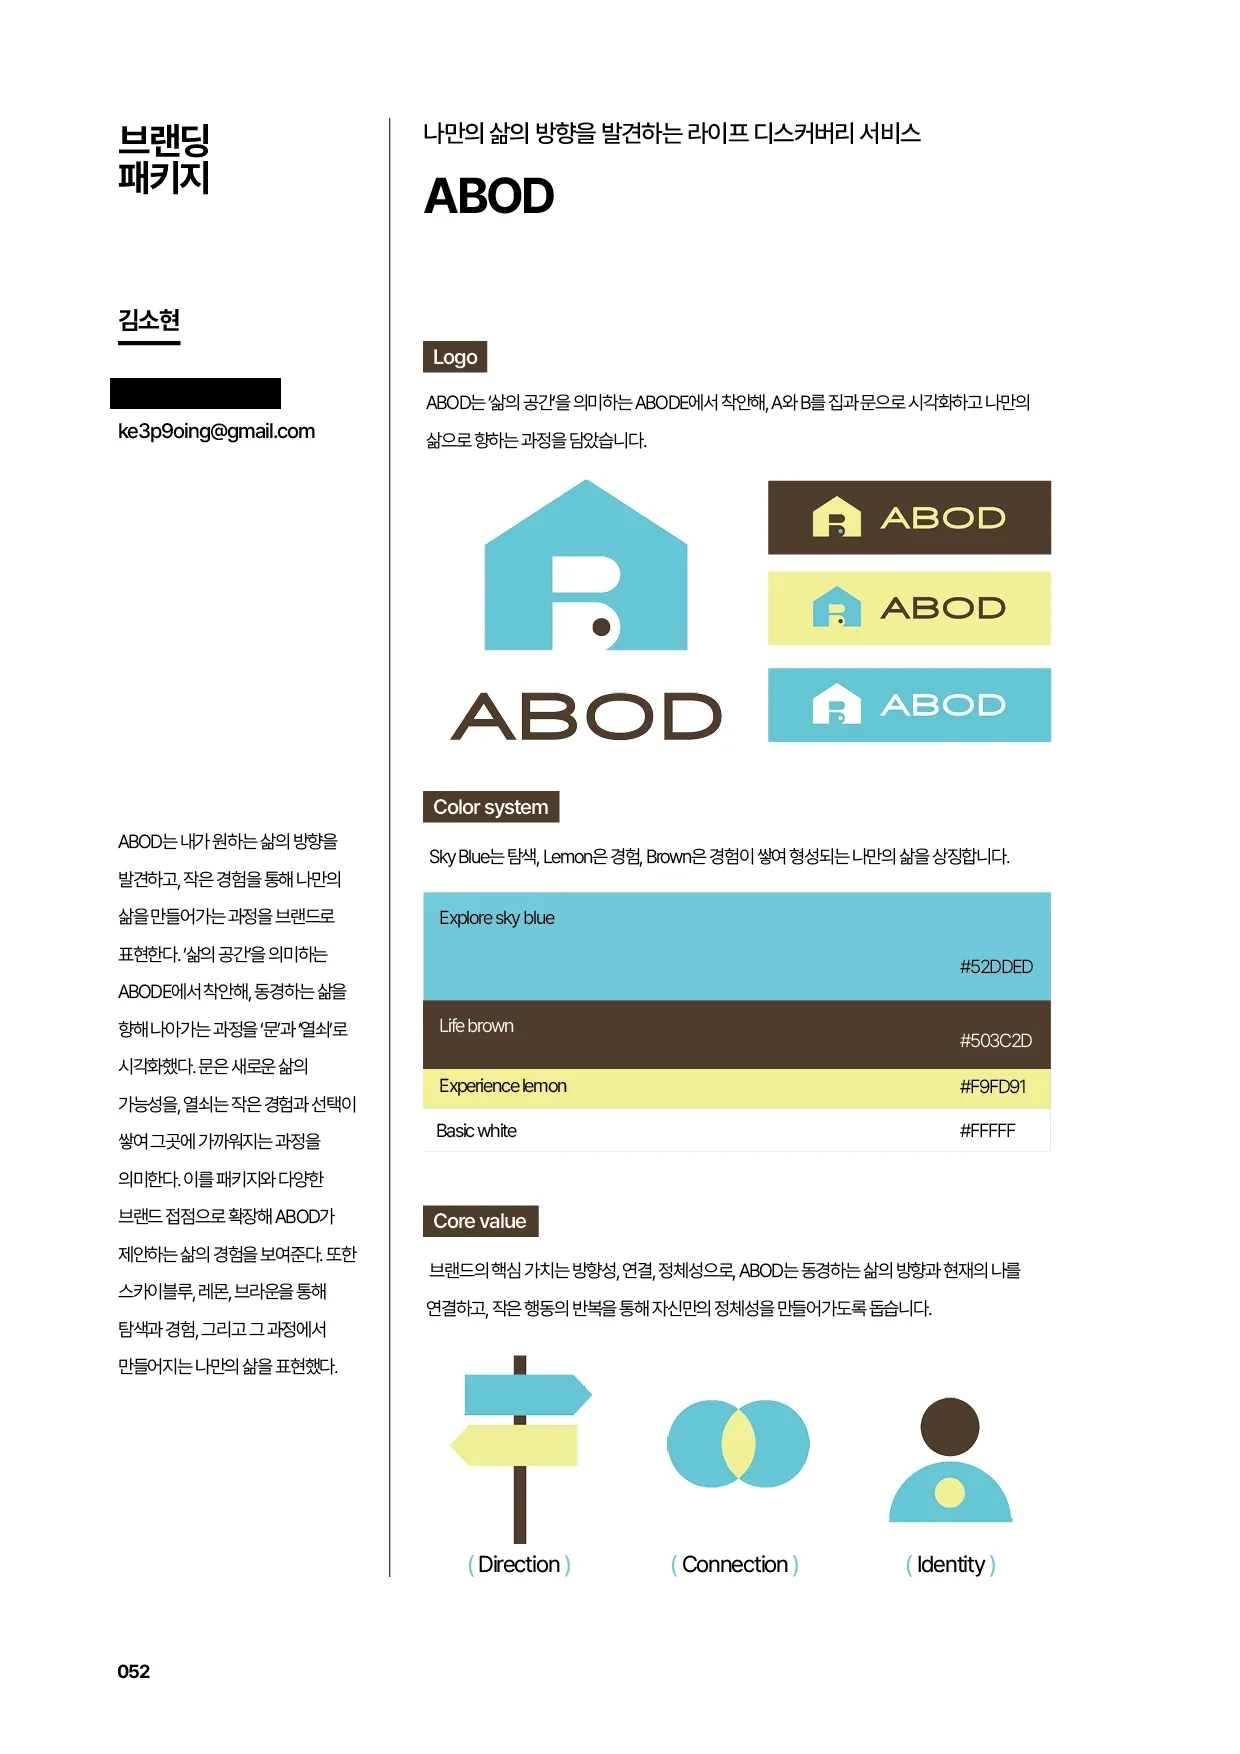 브랜딩
패키지
김소현
ke3p9oing@gmail.com
ABOD는 내가 원하는 삶의 방향을
발견하고, 작은 경험을 통해 나만의
삶을 만들어가는 과정을 브랜드로
표현한다. ‘삶의 공간’을 의미하는
ABODE에서 착안해, 동경하는 삶을
향해 나아가는 과정을 ‘문’과 ‘열쇠’로
시각화했다. 문은 새로운 삶의
가능성을, 열쇠는 작은 경험과 선택이
쌓여 그곳에 가까워지는 과정을
의미한다. 이를 패키지와 다양한
브랜드 접점으로 확장해 ABOD가
제안하는 삶의 경험을 보여준다. 또한
스카이블루, 레몬, 브라운을 통해
탐색과 경험, 그리고 그 과정에서
만들어지는 나만의 삶을 표현했다.
052
나만의 삶의 방향을 발견하는 라이프 디스커버리 서비스
ABOD
Logo
ABOD는 ‘삶의 공간’을 의미하는 ABODE에서 착안해, A와 B를 집과 문으로 시각화하고 나만의
삶으로 향하는 과정을 담았습니다.
ABOD
ABOD
ABOD
ABOD
Color system
Sky Blue는 탐색, Lemon은 경험, Brown은 경험이 쌓여 형성되는 나만의 삶을 상징합니다.
Explore sky blue
#52DDED
Life brown
#503C2D
Experience lemon
#F9FD91
Basic white
#FFFFF
Core value
브랜드의 핵심 가치는 방향성, 연결, 정체성으로, ABOD는 동경하는 삶의 방향과 현재의 나를
연결하고, 작은 행동의 반복을 통해 자신만의 정체성을 만들어가도록 돕습니다.
( Direction )
( Connection )
( Identity )